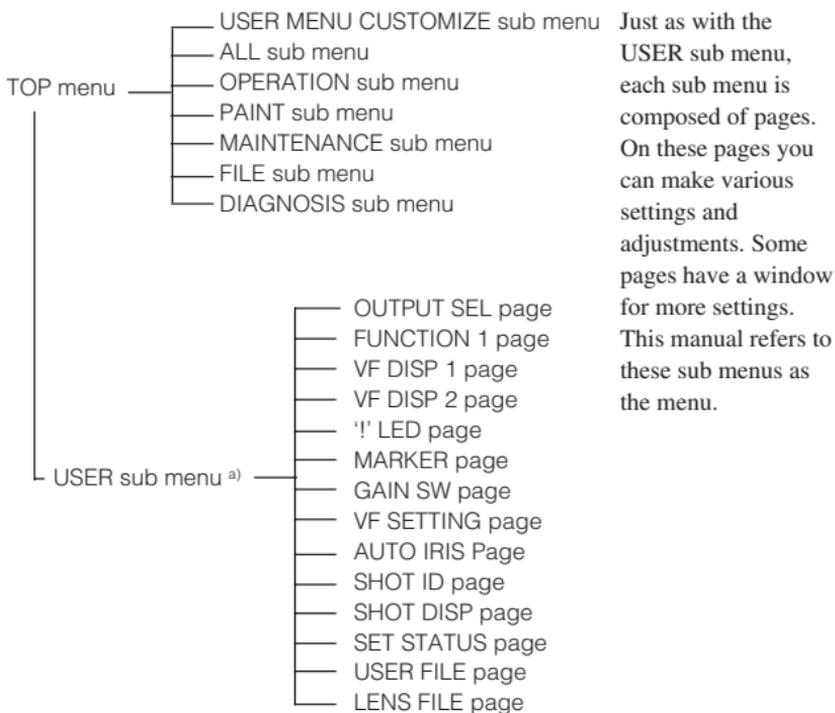 TOP menu
USER MENU CUSTOMIZE sub menu
ALL sub menu
OPERATION sub menu
PAINT sub menu
MAINTENANCE sub menu
FILE sub menu
DIAGNOSIS sub menu
Just as with the
USER sub menu,
each sub menu is
composed of pages.
On these pages you
can make various
settings and
adjustments. Some
pages have a window
for more settings.
This manual refers to
these sub menus as
the menu.
USER sub menu a)
OUTPUT SEL page
FUNCTION 1 page
VF DISP 1 page
VF DISP 2 page
‘!’ LED page
MARKER page
GAIN SW page
VF SETTING page
AUTO IRIS Page
SHOT ID page
SHOT DISP page
SET STATUS page
USER FILE page
LENS FILE page